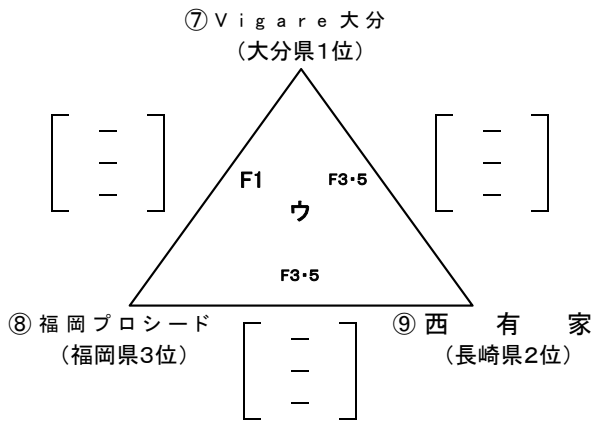 ⑦Ｖｉｇａｒｅ大分
（大分県１位）
F1
F3・5
ウ
F3・5
⑧福岡プロシード
（福岡県３位）
⑨西　有　家
（長崎県２位）